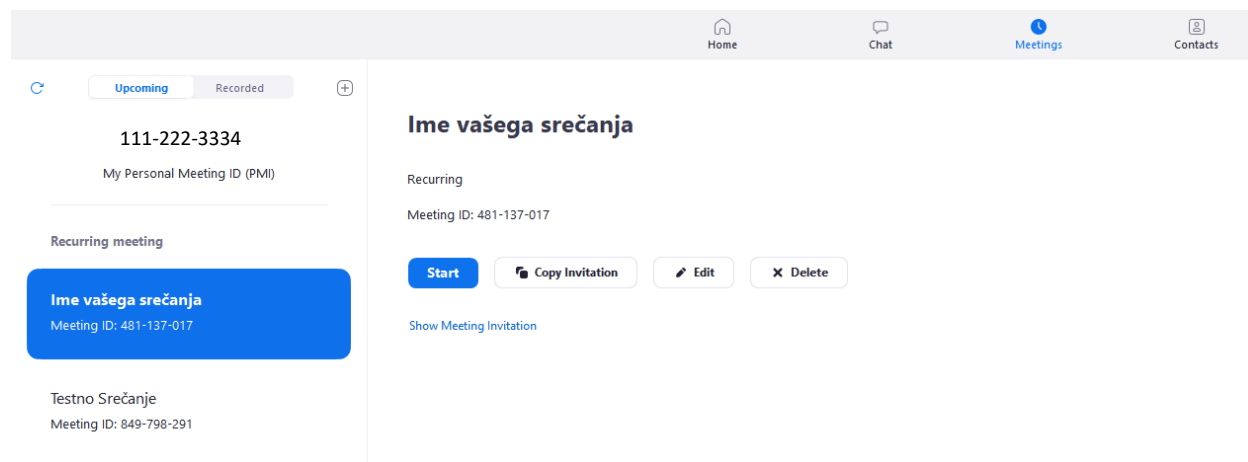 Home
Chat
Meetings
Contacts
Upcoming
Recorded
111-222-3334
My Personal Meeting ID (PMI)
Recurring meeting
Ime vašega srečanja
Meeting ID: 481-137-017
Testno Srečanje
Meeting ID: 849-798-291
Ime vašega srečanja
Recurring
Meeting ID: 481-137-017
Start
Copy Invitation
Edit
Delete
Show Meeting Invitation